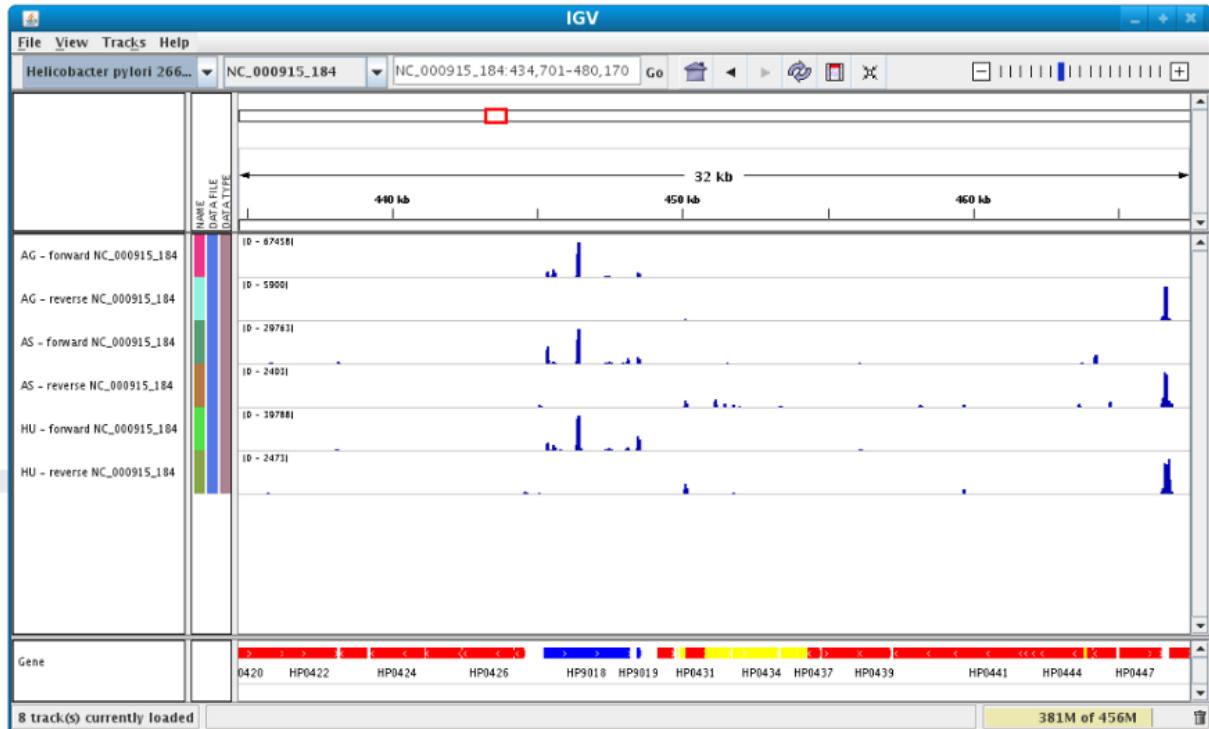 IGV
File View Tracks Help
Helicobacter pylori 266... NC_000915_184 NC_000915_184:434,701-480,170 Go
NAME
DATA FILE
DATA TYPE
32 kb
440 kb 450 kb 460 kb
AG - forward NC_000915_184 [0 - 67458]
AG - reverse NC_000915_184 [0 - 5900]
AS - forward NC_000915_184 [0 - 29763]
AS - reverse NC_000915_184 [0 - 2403]
HU - forward NC_000915_184 [0 - 39788]
HU - reverse NC_000915_184 [0 - 2473]
Gene
0420 HP0422 HP0424 HP0426 HP9018 HP9019 HP0431 HP0434 HP0437 HP0439 HP0441 HP0444 HP0447
8 track(s) currently loaded 381M of 456M